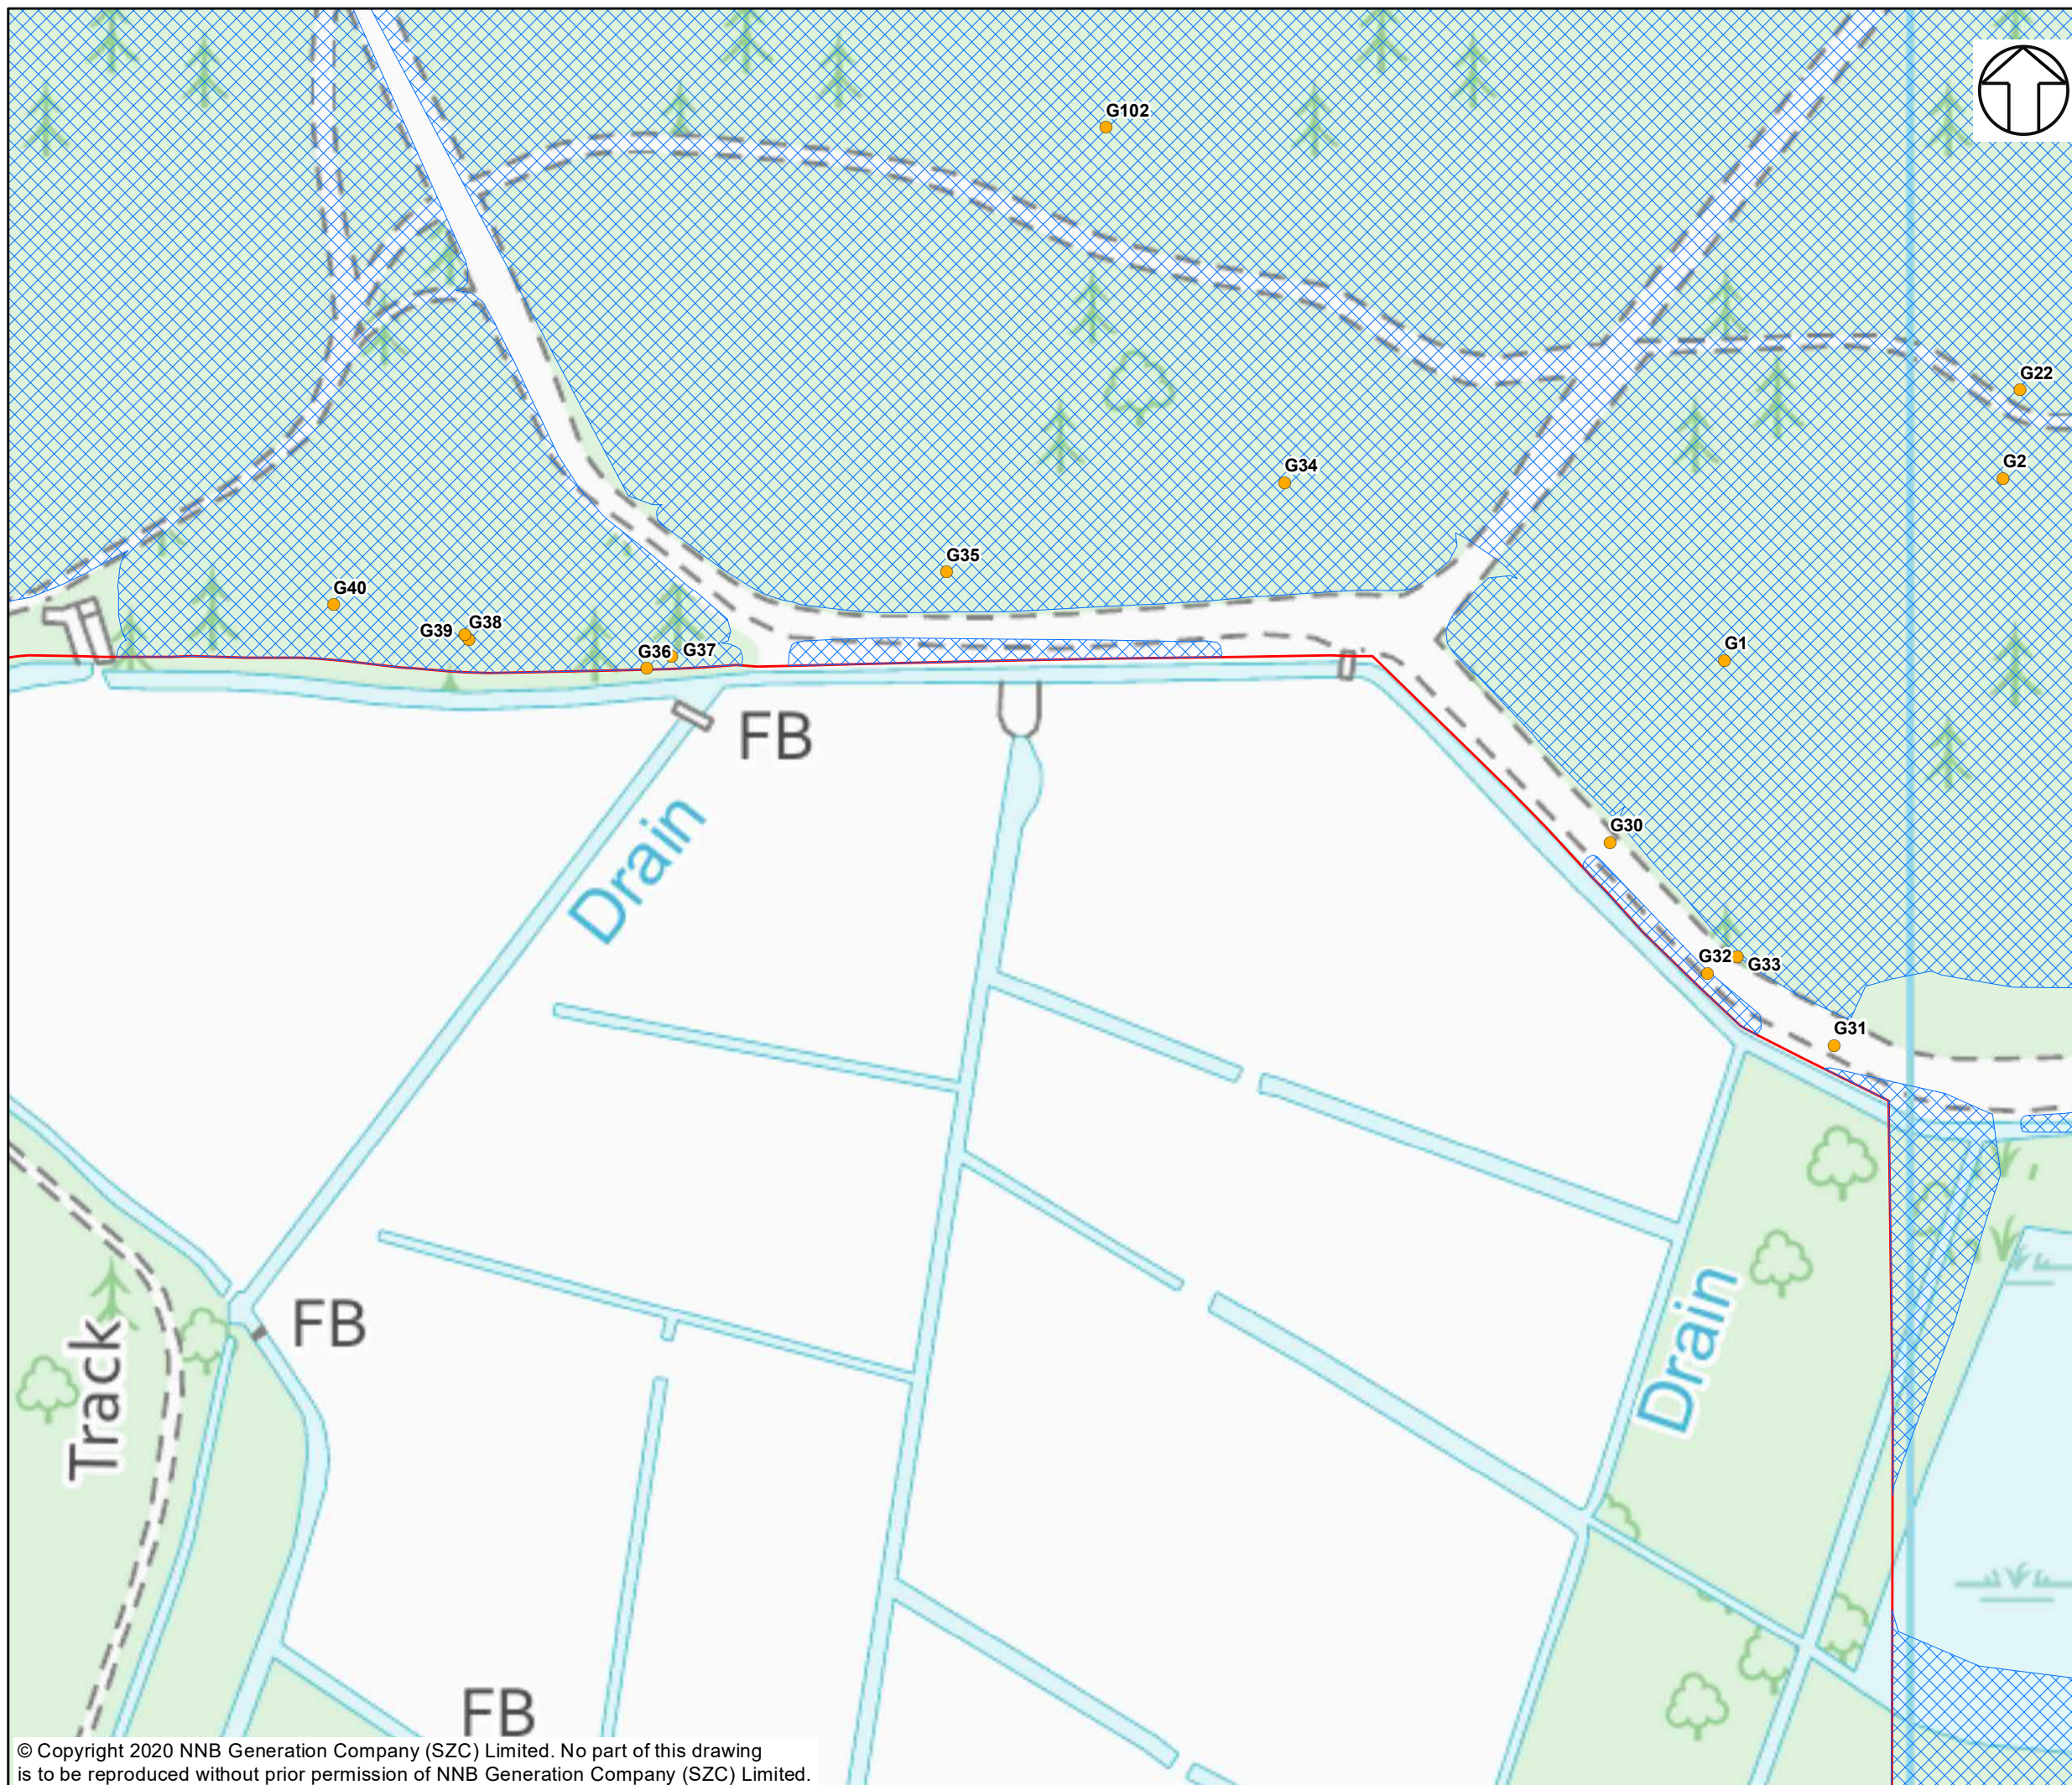 G102
G22
G2
G34
G35
G40
G38
G39
G1
G36
G37
FB
Drain
G30
G32
G33
G31
Drain
FB
Track
FB
© Copyright 2020 NNB Generation Company (SZC) Limited. No part of this drawing
is to be reproduced without prior permission of NNB Generation Company (SZC) Limited.